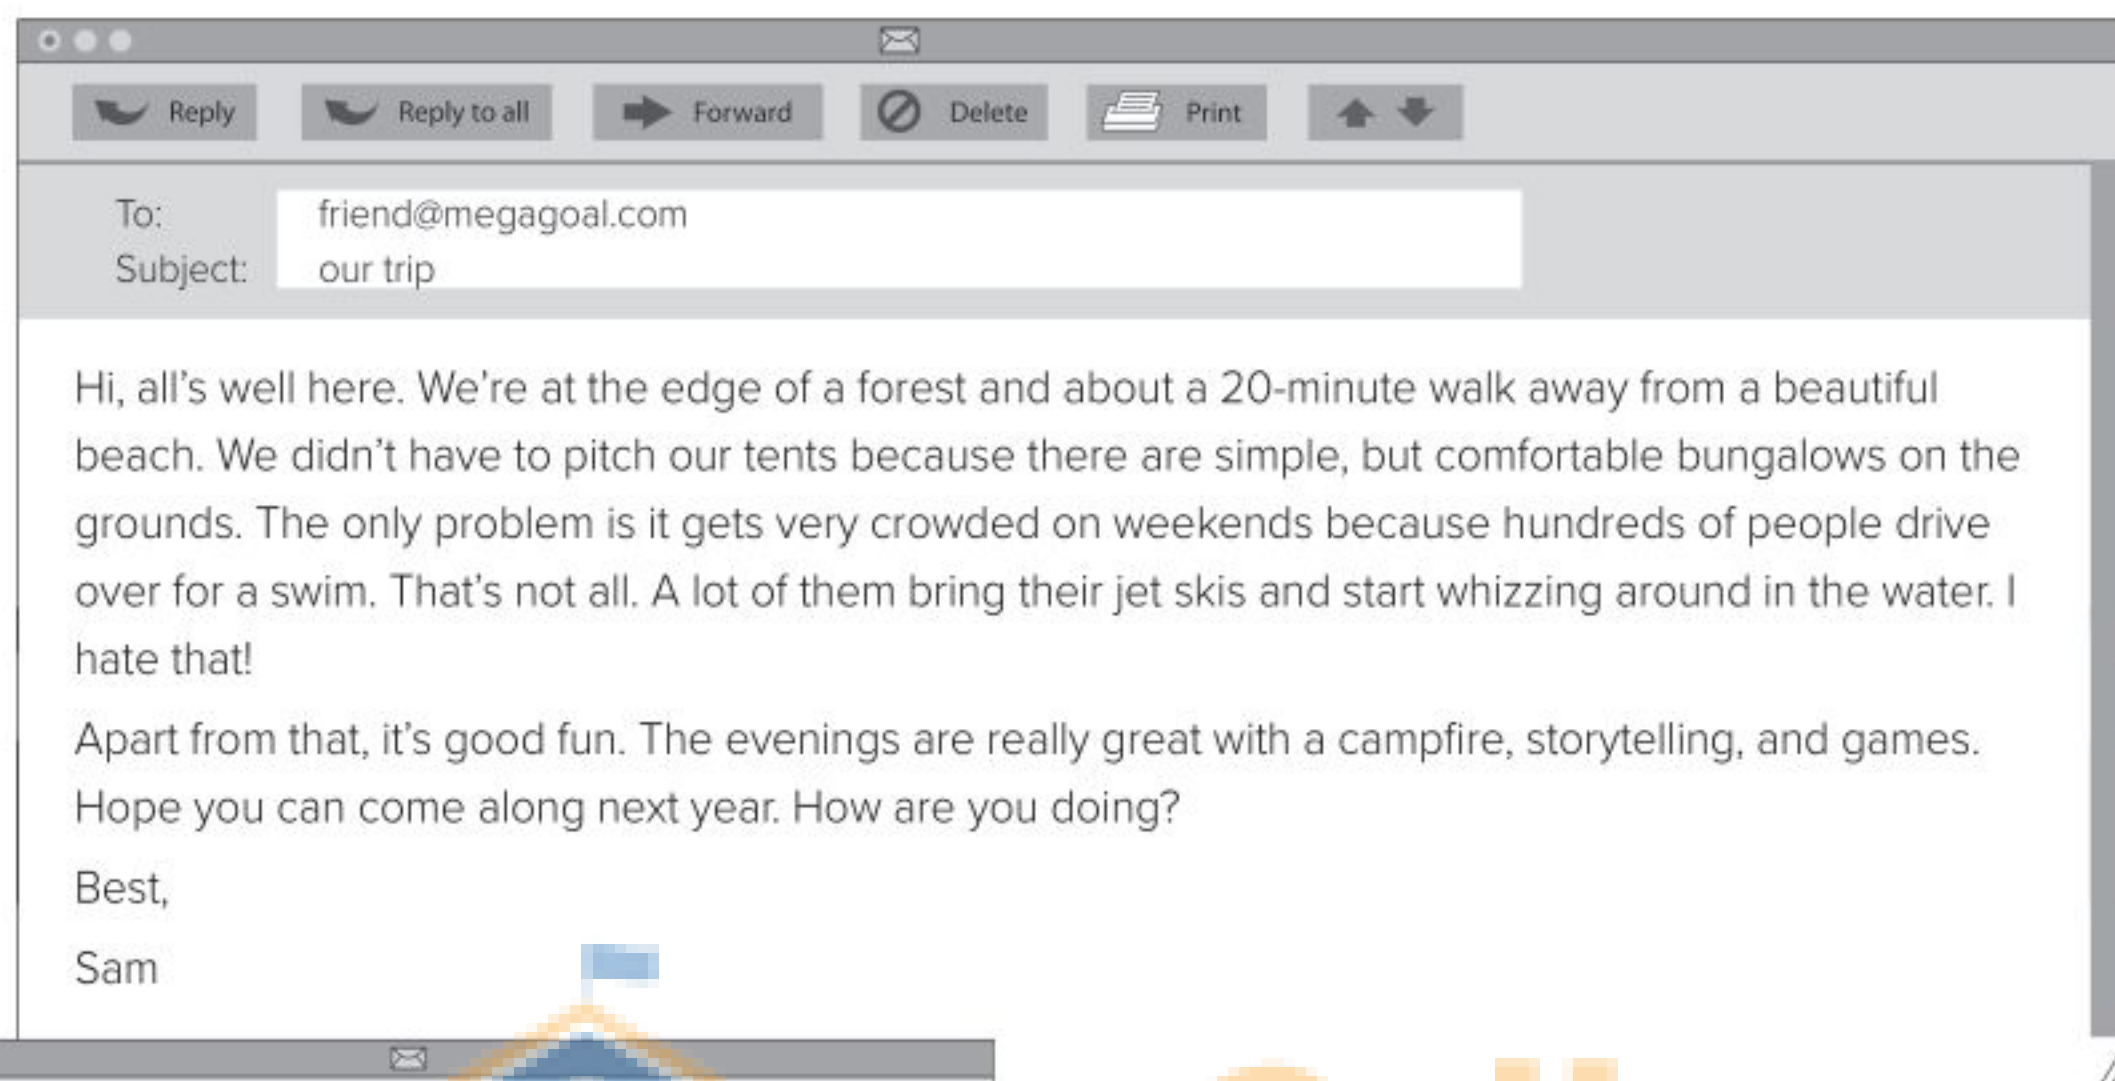 Reply Reply to all Forward Delete Print
To: friend@megagoal.com
Subject: our trip
Hi, all's well here. We're at the edge of a forest and about a 20-minute walk away from a beautiful
beach. We didn't have to pitch our tents because there are simple, but comfortable bungalows on the
grounds. The only problem is it gets very crowded on weekends because hundreds of people drive
over for a swim. That's not all. A lot of them bring their jet skis and start whizzing around in the water. I
hate that!
Apart from that, it's good fun. The evenings are really great with a campfire, storytelling, and games.
Hope you can come along next year. How are you doing?
Best,
Sam